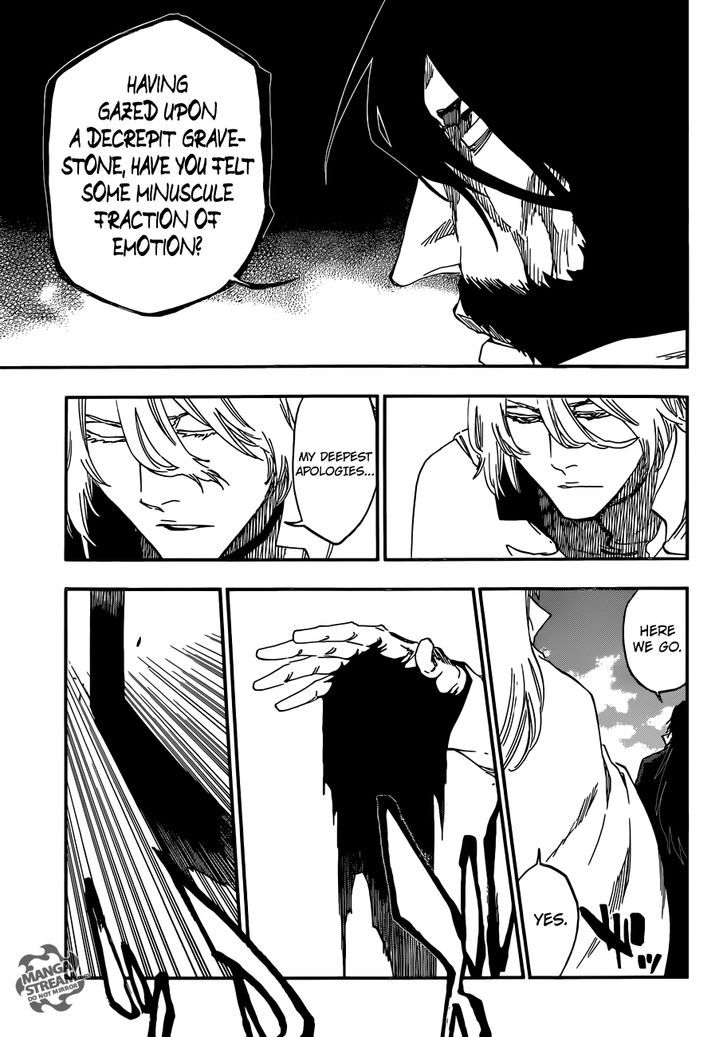 HAVING
GAZED UPON
A DECREPIT GRAVE-
STONE, HAVE YOU FELT
SOME MINUSCULE
FRACTION OF
EMOTION?
MY DEEPEST
APOLOGIES...
HERE
WE GO.
YES.
MANGA
STREAM
DO NOT MIRROR!